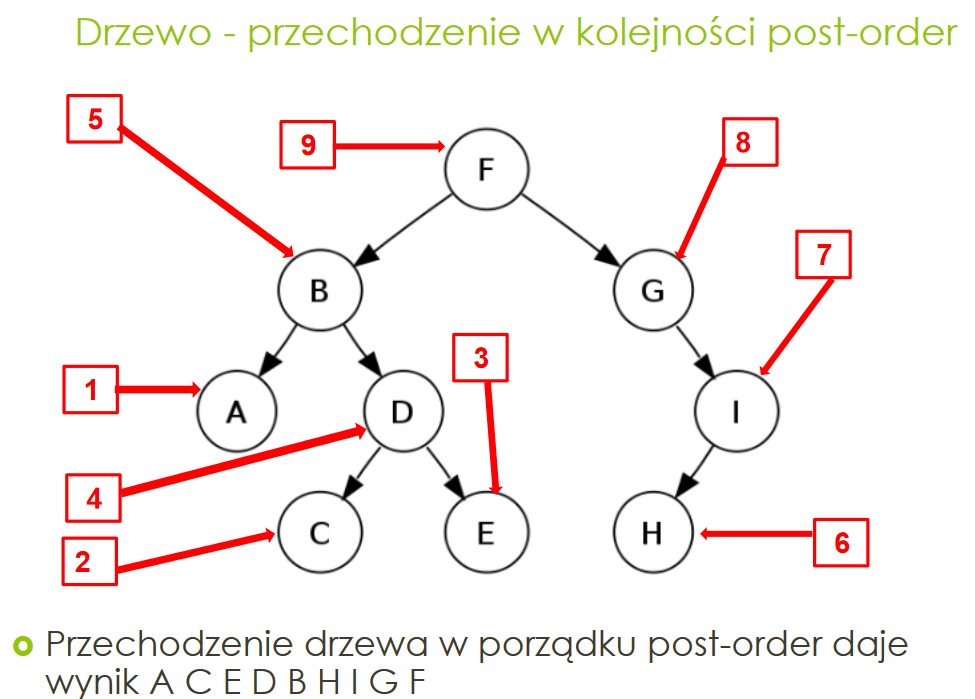 Drzewo - przechodzenie w kolejności post-order
5
9
8
F
7
B
G
3
1
A
D
I
4
C
E
H
6
2
Przechodzenie drzewa w porządku post-order daje
wynik A C E D B H I G F